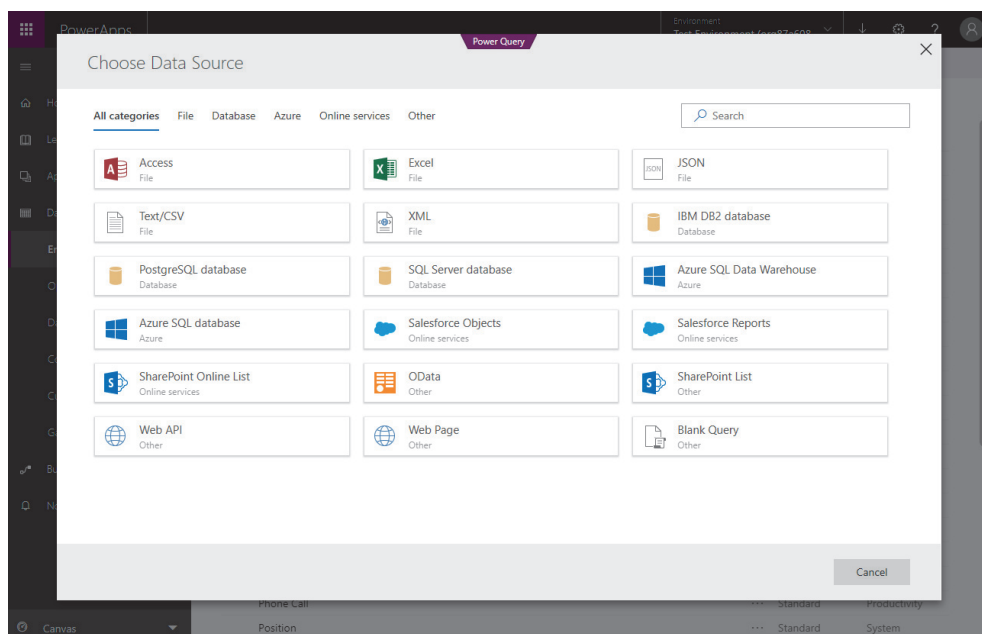 PowerApps
Environment
Power Query
Choose Data Source
All categories
File
Database
Azure
Online services
Other
Search
Access
File
Excel
File
JSON
JSON
File
Text/CSV
File
XML
File
IBM DB2 database
Database
PostgreSQL database
Database
SQL Server database
Database
Azure SQL Data Warehouse
Azure
Azure SQL database
Azure
Salesforce Objects
Online services
Salesforce Reports
Online services
SharePoint Online List
Online services
OData
Other
SharePoint List
Other
Web API
Other
Web Page
Other
Blank Query
Other
Cancel
Phone Call
Standard
Productivity
Canvas
Position
Standard
System